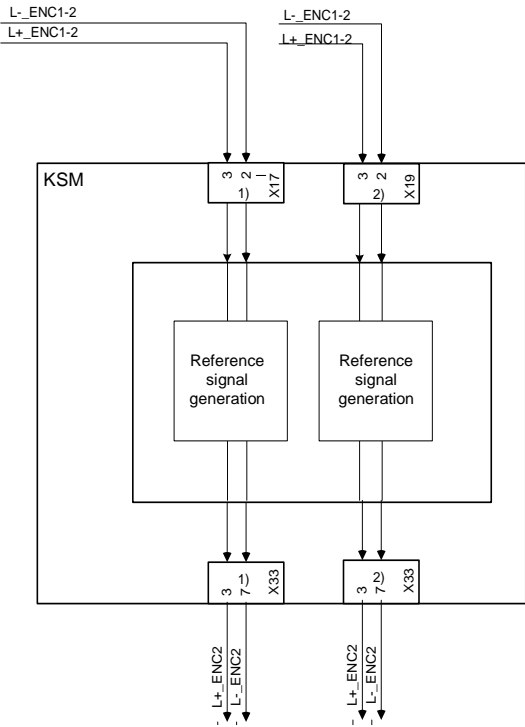 L-_ENC1-2
L-_ENC1-2
L+_ENC1-2
L+_ENC1-2
KSM
3 2 1) X17
3 2 2) X19
Reference
signal
generation
Reference
signal
generation
3 7 1) X33
3 7 2) X33
L+_ENC2
L-_ENC2
L+_ENC2
L-_ENC2